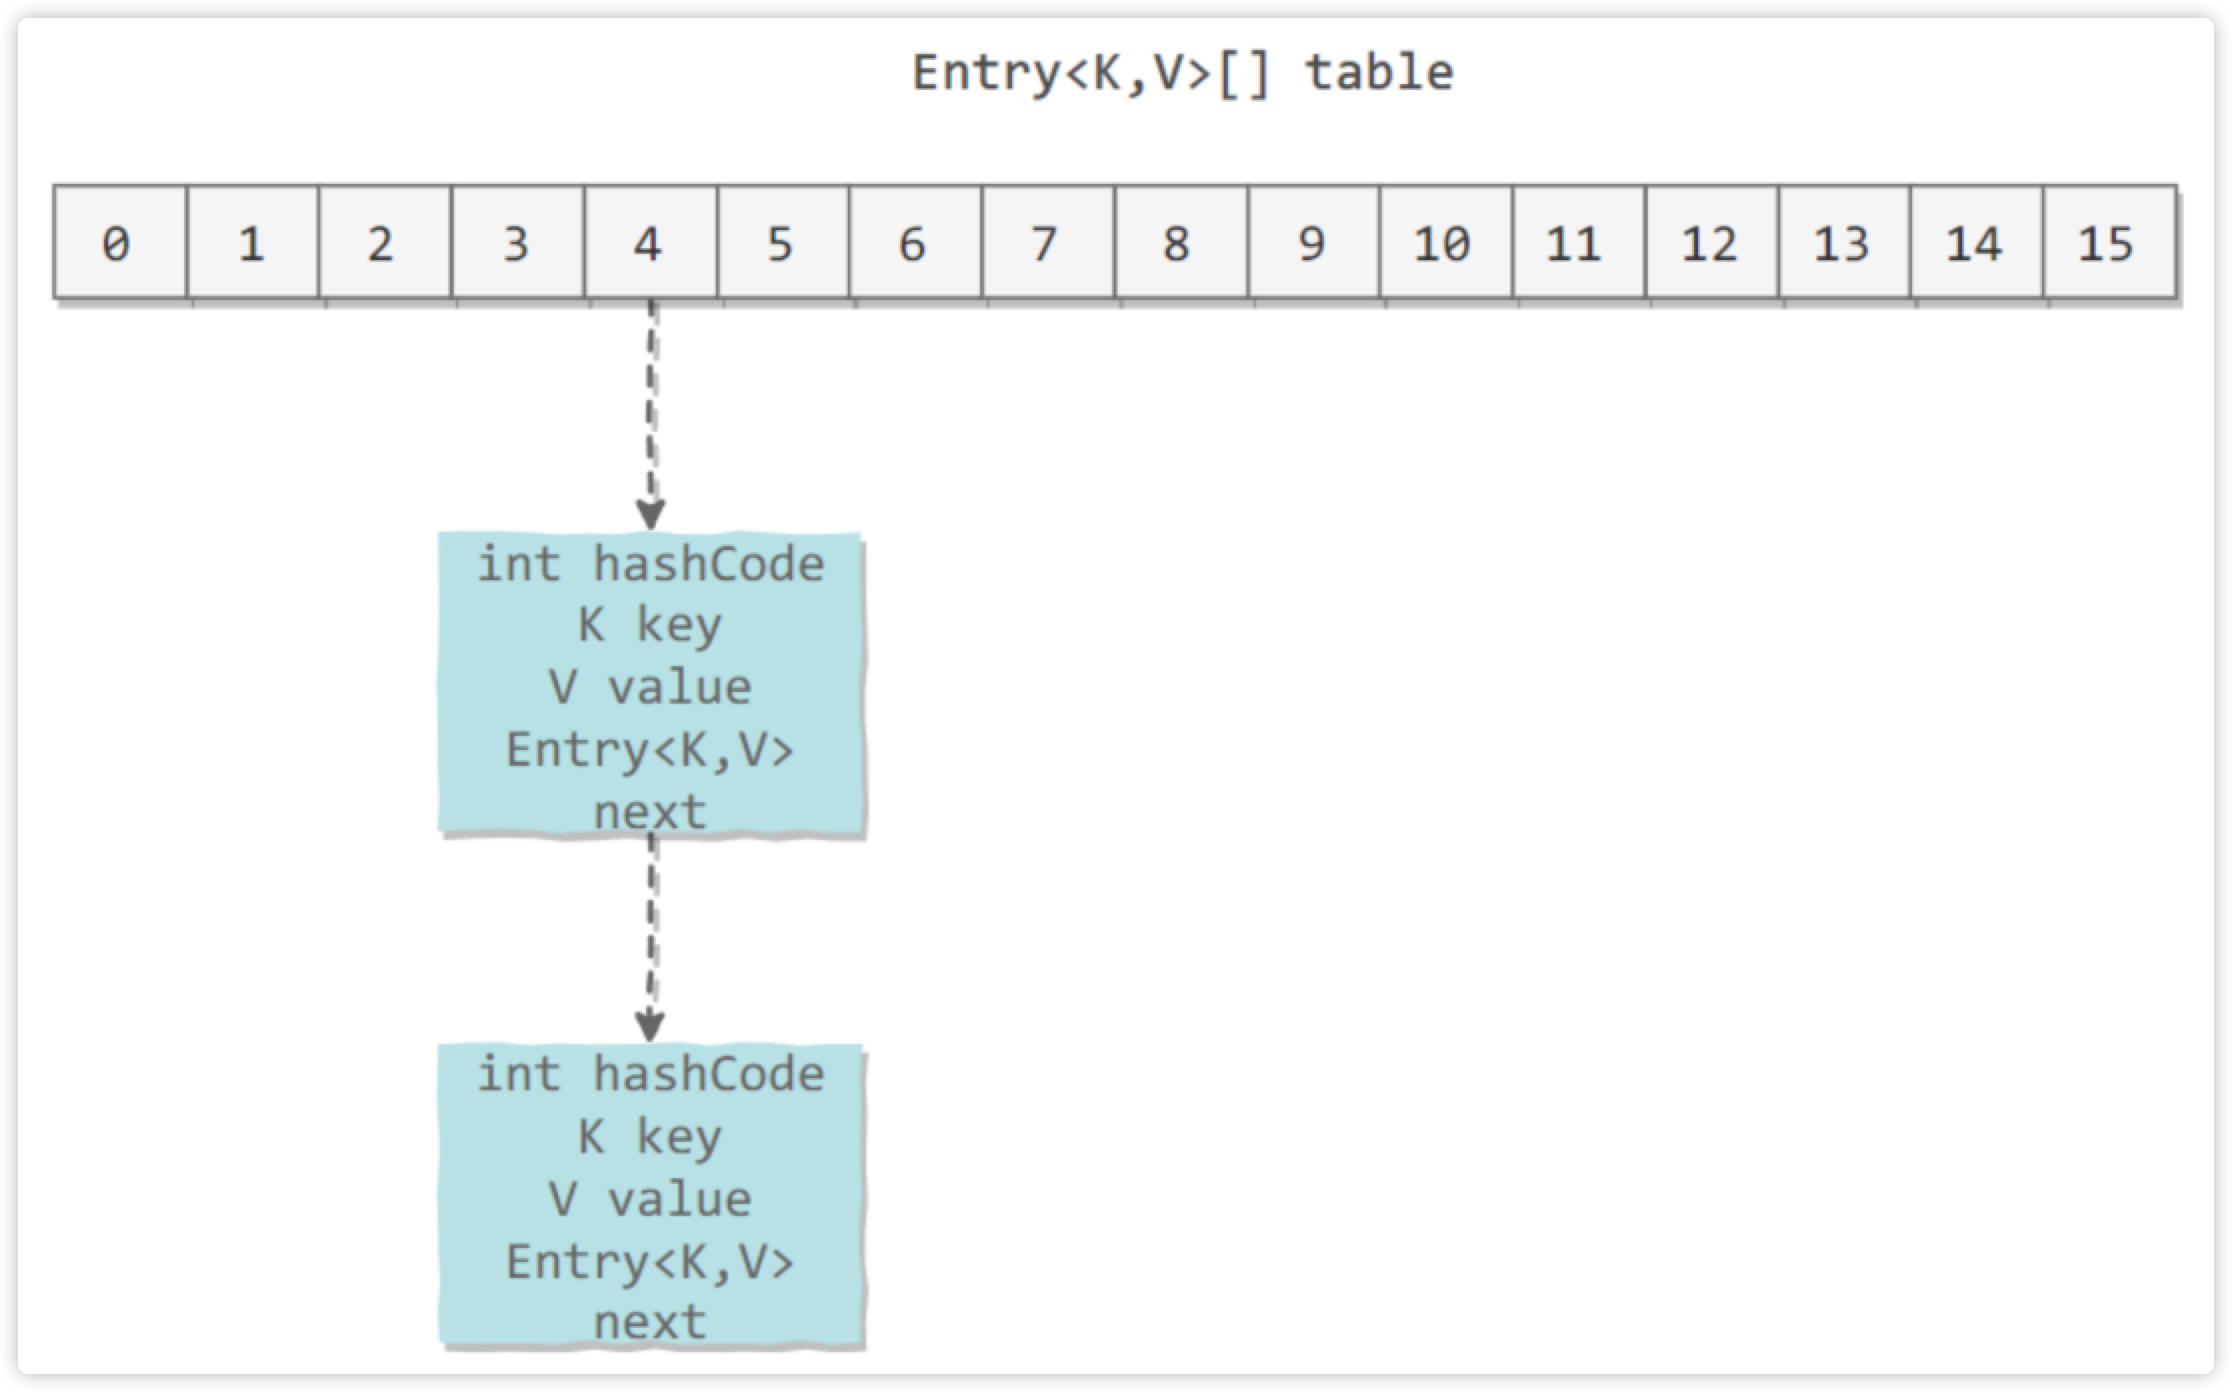 Entry<K,V>[] table
0 1 2 3 4 5 6 7 8 9 10 11 12 13 14 15
int hashCode
K key
V value
Entry<K,V>
next
int hashCode
K key
V value
Entry<K,V>
next